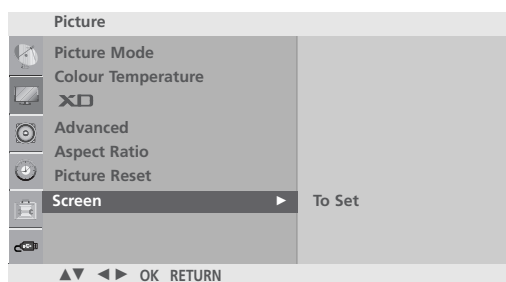 Picture
Picture Mode
Colour Temperature
XD
Advanced
Aspect Ratio
Picture Reset
Screen ► To Set
▲▼ ◄► OK RETURN